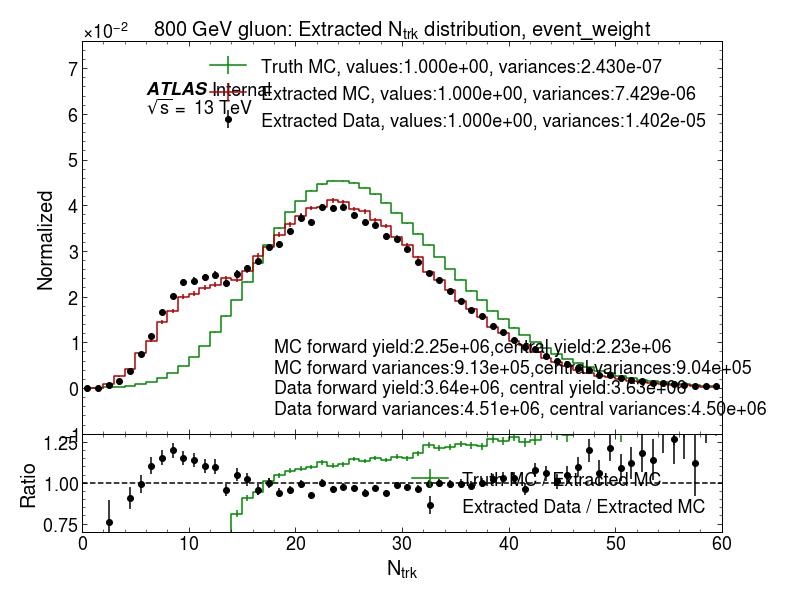 ×10⁻² 800 GeV gluon: Extracted N_trk distribution, event_weight
Truth MC, values:1.000e+00, variances:2.430e-07
ATLAS Internal
Extracted MC, values:1.000e+00, variances:7.429e-06
√s = 13 TeV
Extracted Data, values:1.000e+00, variances:1.402e-05
7
6
5
4
3
2
1
0
1
Normalized
MC forward yield:2.25e+06,central yield:2.23e+06
MC forward variances:9.13e+05,central variances:9.04e+05
Data forward yield:3.64e+06, central yield:3.63e+06
Data forward variances:4.51e+06, central variances:4.50e+06
1.25
1.00
0.75
Ratio
Truth MC / Extracted MC
Extracted Data / Extracted MC
0 10 20 30 40 50 60
N_trk